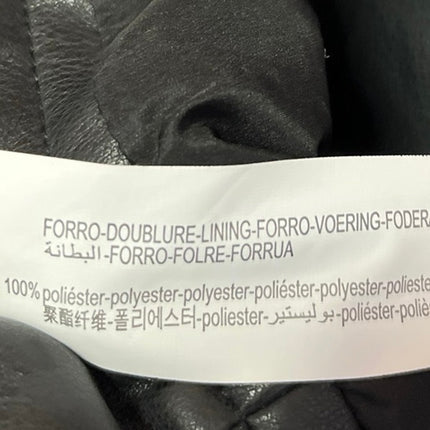 FORRO-DOUBLURE-LINING-FORRO-VOERING-FODERA
البطانة-FORRO-FOLRE-FORRUA
100% poliéster-polyester-polyester-poliéster-polyester-polieste
聚酯纤维-폴리에스터-poliester-بوليستير-poliéster-poliè